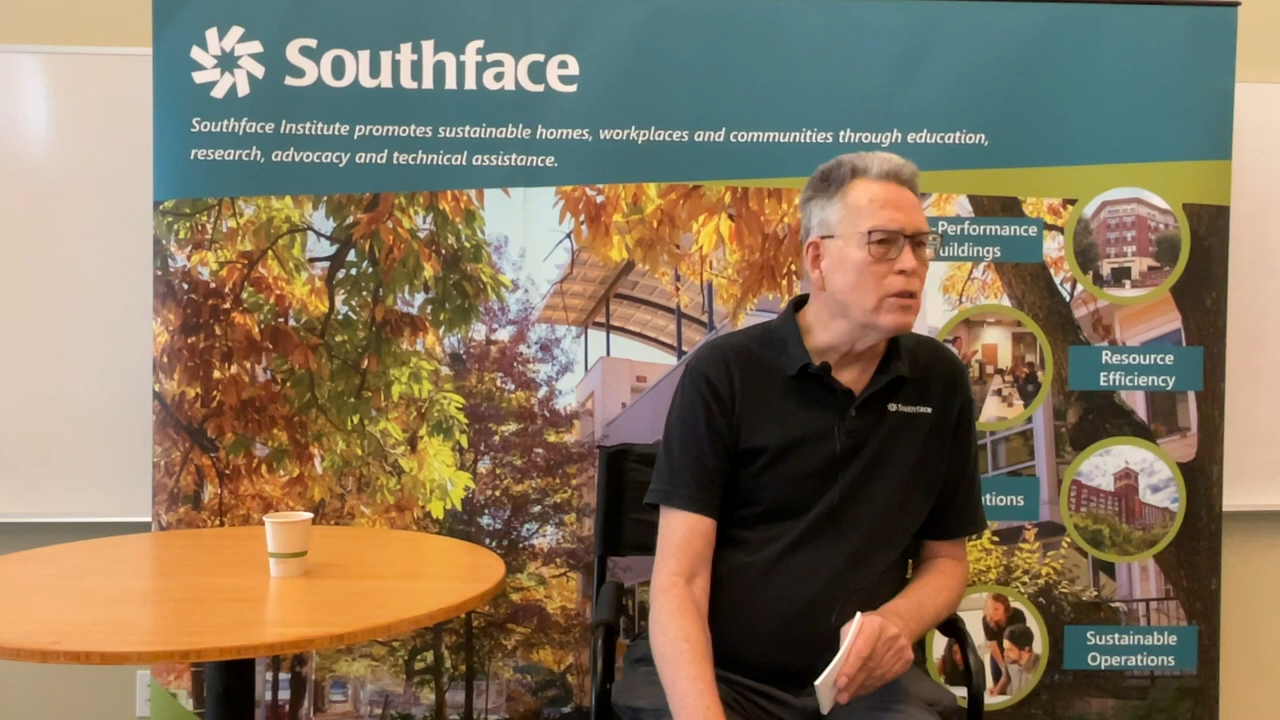 Southface
Southface Institute promotes sustainable homes, workplaces and communities through education,
research, advocacy and technical assistance.
-Performance
uildings
Resource
Efficiency
ations
Sustainable
Operations
Southface